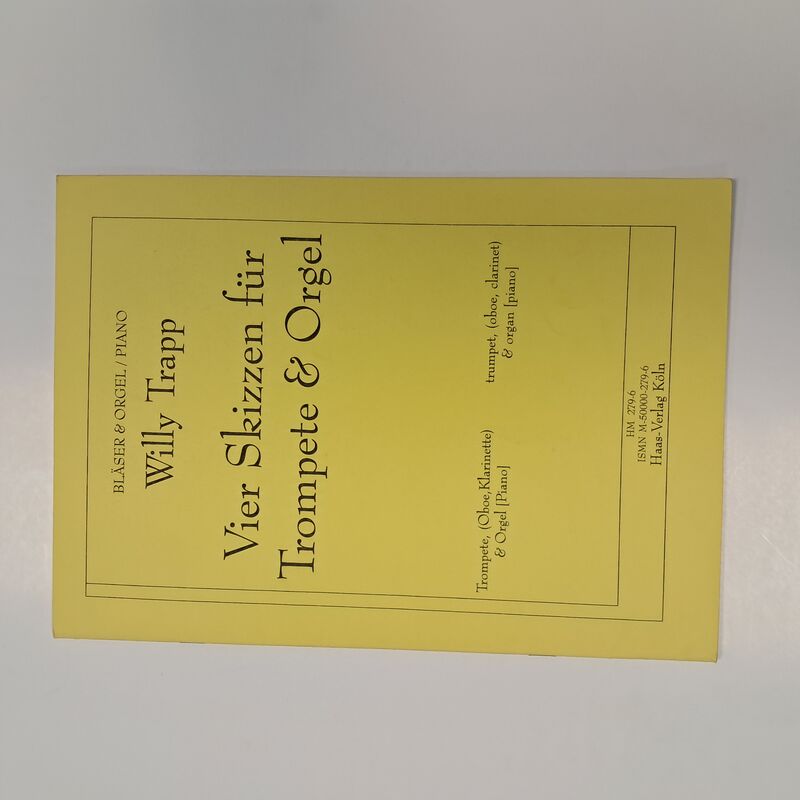 BLÄSER & ORGEL / PIANO
Willy Trapp
Vier Skizzen für
Trompete & Orgel
Trompete, (Oboe,Klarinette)
& Orgel [Piano]
trumpet, (oboe, clarinet)
& organ [piano]
HM 279-6
ISMN M-50000-279-6
Haas-Verlag Köln